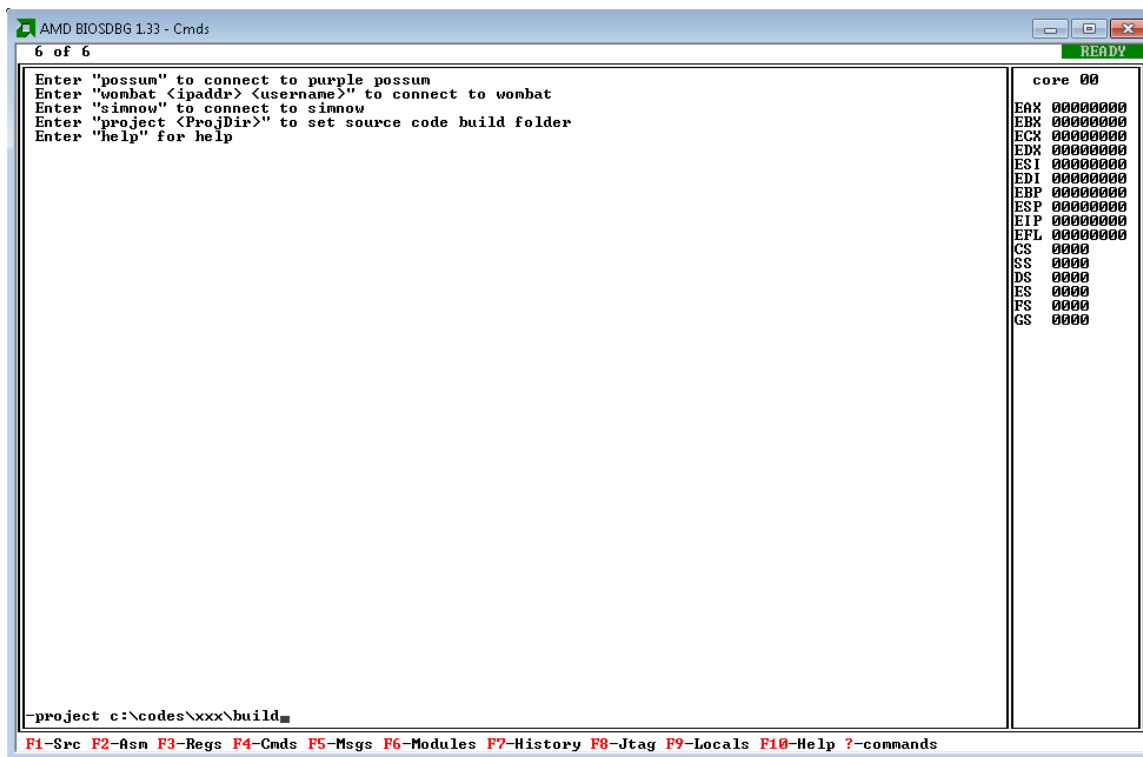 AMD BIOSDBG 1.33 - Cmds
6 of 6
READY
Enter "possum" to connect to purple possum
Enter "wombat <ipaddr> <username>" to connect to wombat
Enter "simnow" to connect to simnow
Enter "project <ProjDir>" to set source code build folder
Enter "help" for help
core 00
EAX 00000000
EBX 00000000
ECX 00000000
EDX 00000000
ESI 00000000
EDI 00000000
EBP 00000000
ESP 00000000
EIP 00000000
EFL 00000000
CS 0000
SS 0000
DS 0000
ES 0000
FS 0000
GS 0000
-project c:\codes\xxx\build
F1-Src F2-Asm F3-Regs F4-Cmds F5-Msgs F6-Modules F7-History F8-Jtag F9-Locals F10-Help ?-commands